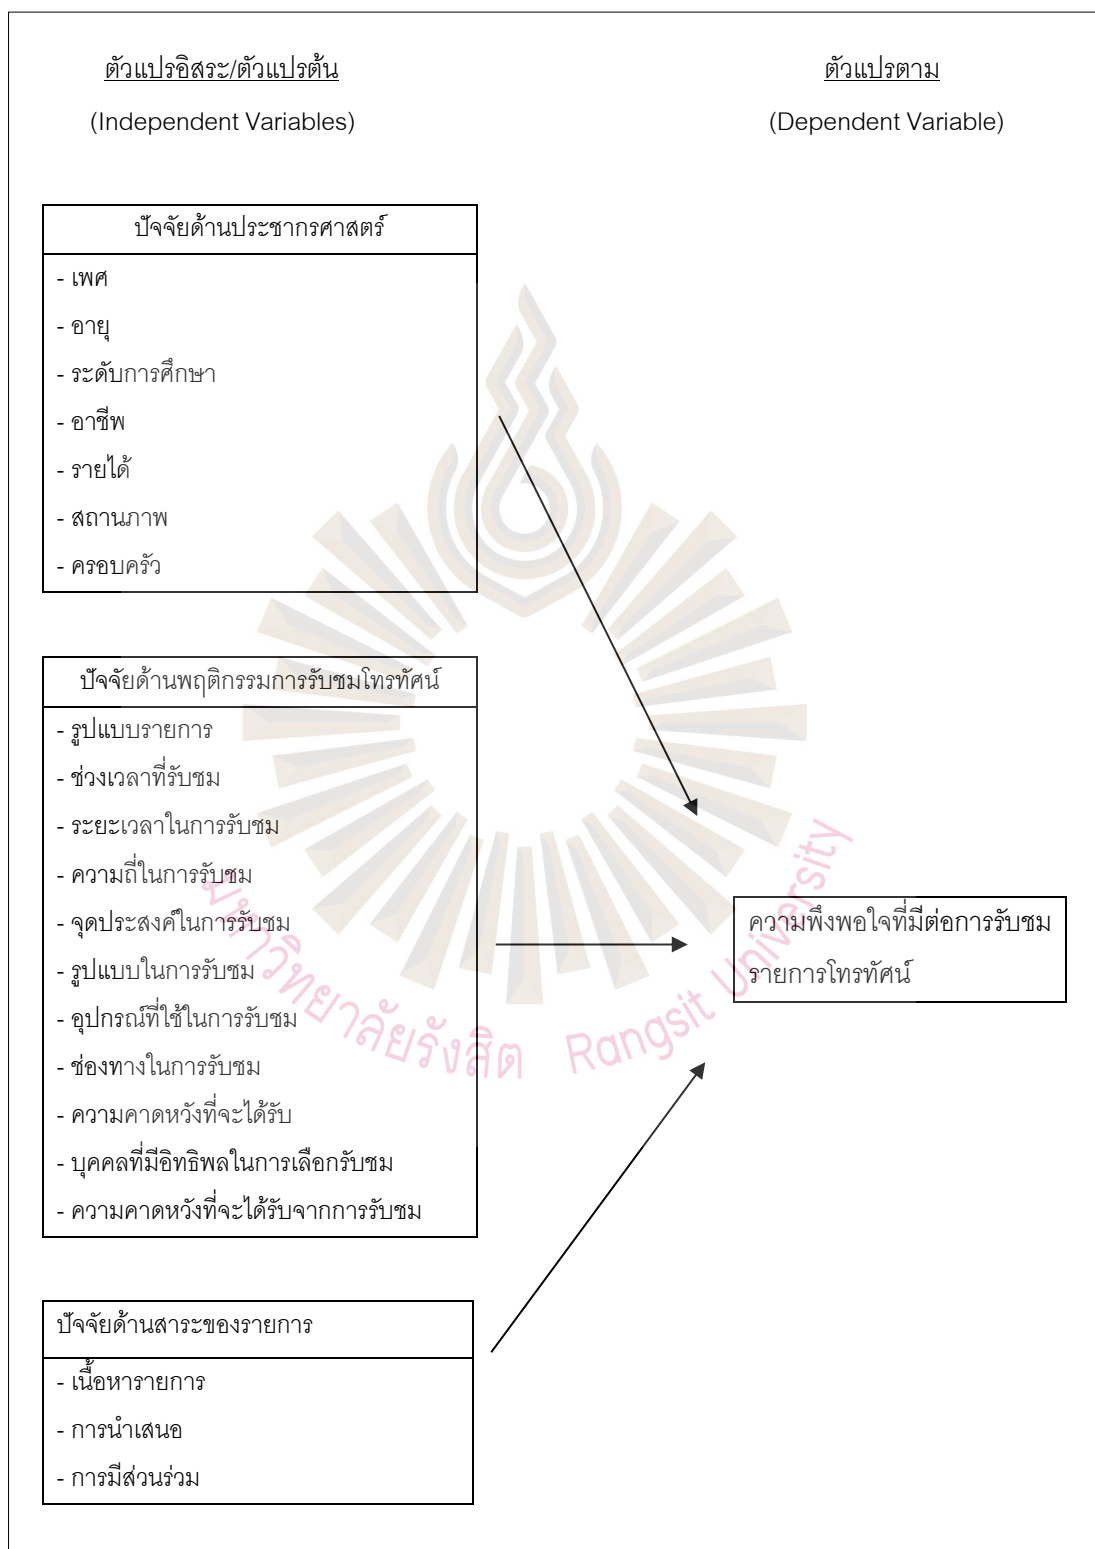 ตัวแปรอิสระ/ตัวแปรต้น
(Independent Variables)
ตัวแปรตาม
(Dependent Variable)
ปัจจัยด้านประชากรศาสตร์
- เพศ
- อายุ
- ระดับการศึกษา
- อาชีพ
- รายได้
- สถานภาพ
- ครอบครัว
ปัจจัยด้านพฤติกรรมการรับชมโทรทัศน์
- รูปแบบรายการ
- ช่วงเวลาที่รับชม
- ระยะเวลาในการรับชม
- ความถี่ในการรับชม
- จุดประสงค์ในการรับชม
- รูปแบบในการรับชม
- อุปกรณ์ที่ใช้ในการรับชม
- ช่องทางในการรับชม
- ความคาดหวังที่จะได้รับ
- บุคคลที่มีอิทธิพลในการเลือกรับชม
- ความคาดหวังที่จะได้รับจากการรับชม
ปัจจัยด้านสาระของรายการ
- เนื้อหารายการ
- การนำเสนอ
- การมีส่วนร่วม
ความพึงพอใจที่มีต่อการรับชม
รายการโทรทัศน์
มหาวิทยาลัยรังสิต Rangsit University